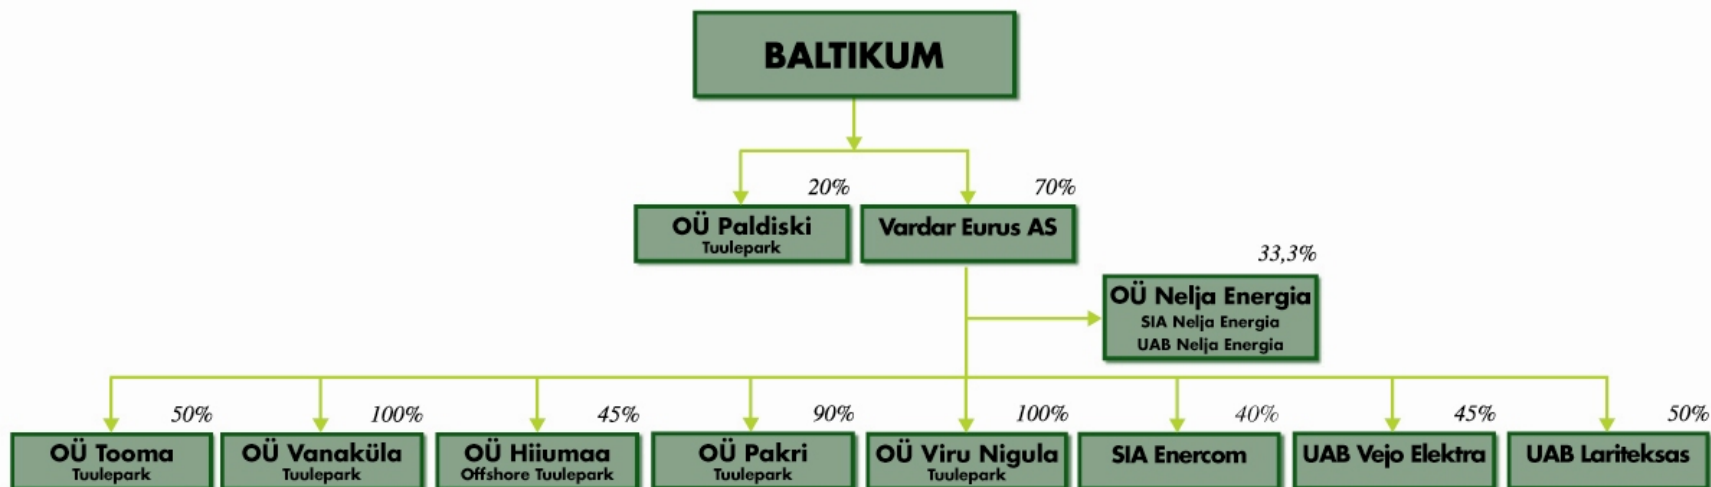 BALTIKUM
20%
70%
OÜ Paldiski
Tuulepark
Vardar Eurus AS
33,3%
OÜ Nelja Energia
SIA Nelja Energia
UAB Nelja Energia
50%
100%
45%
90%
100%
40%
45%
50%
OÜ Tooma
Tuulepark
OÜ Vanaküla
Tuulepark
OÜ Hiiumaa
Offshore Tuulepark
OÜ Pakri
Tuulepark
OÜ Viru Nigula
Tuulepark
SIA Enercom
UAB Vejo Elektra
UAB Lariteksas